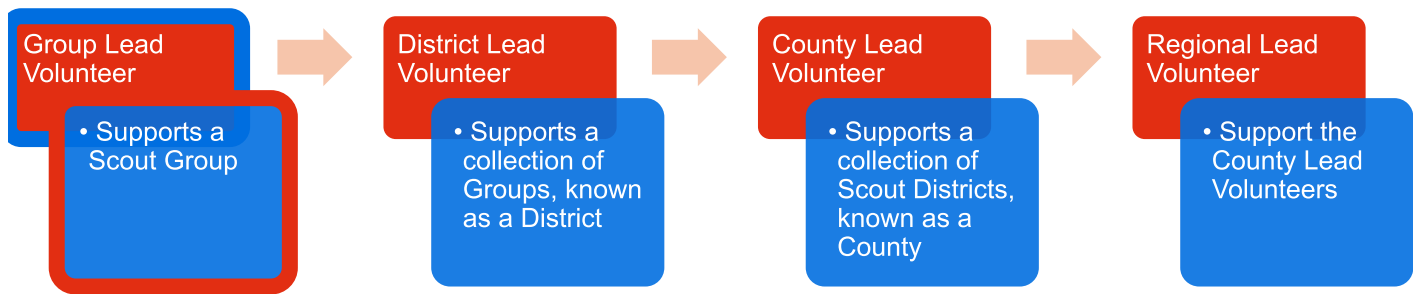 Group Lead
Volunteer
• Supports a
Scout Group
District Lead
Volunteer
• Supports a
collection of
Groups, known
as a District
County Lead
Volunteer
• Supports a
collection of
Scout Districts,
known as a
County
Regional Lead
Volunteer
• Support the
County Lead
Volunteers